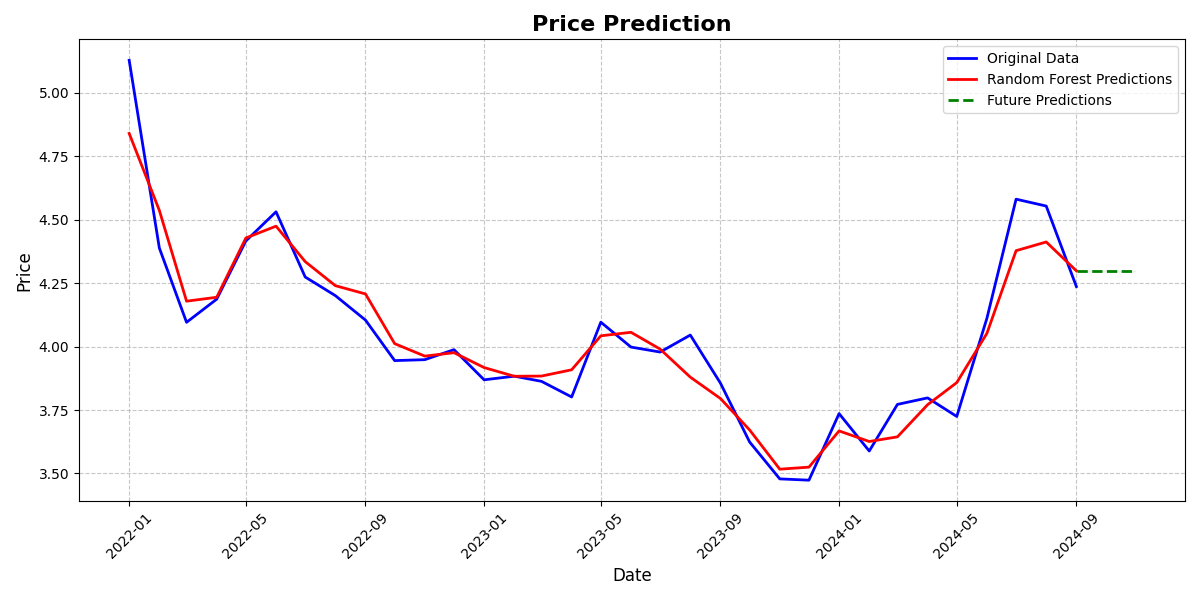 Price Prediction
Original Data
Random Forest Predictions
Future Predictions
Price
5.00
4.75
4.50
4.25
4.00
3.75
3.50
2022-01
2022-05
2022-09
2023-01
2023-05
2023-09
2024-01
2024-05
2024-09
Date